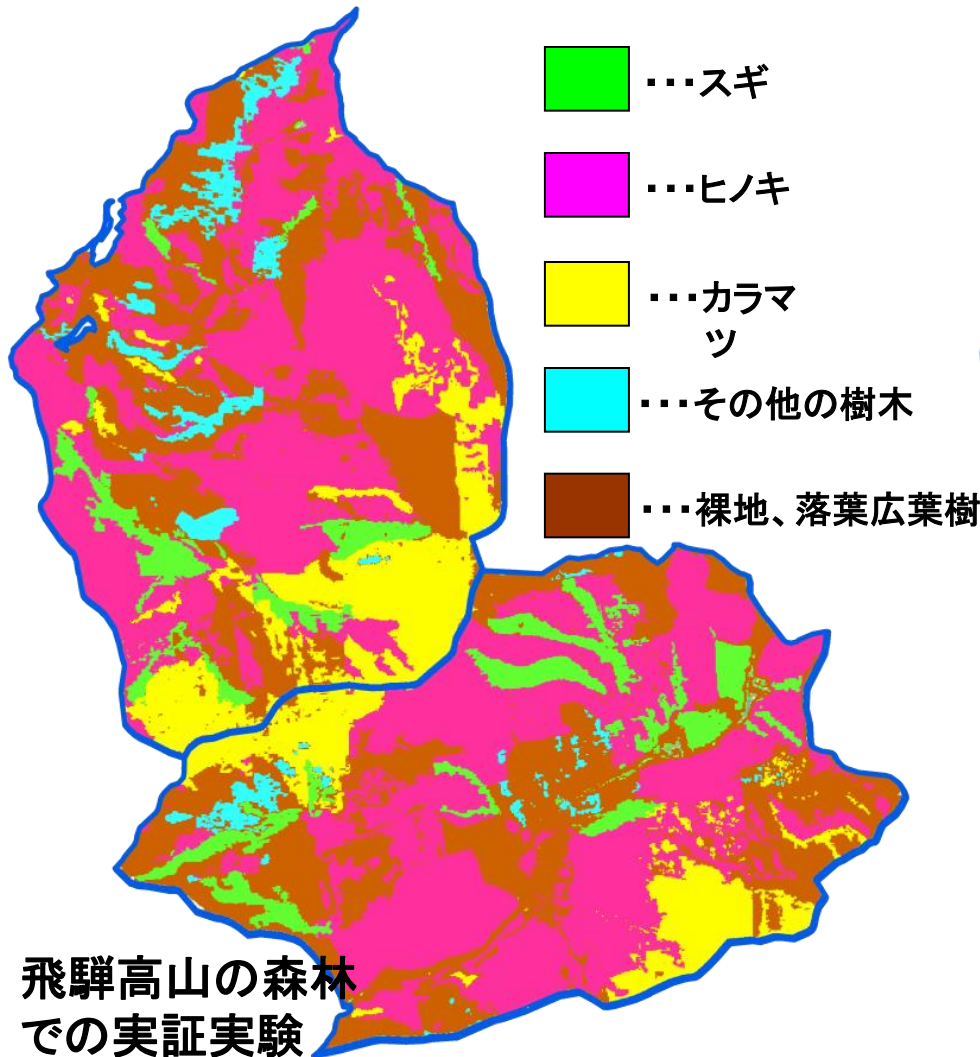 ・・・スギ
・・・ヒノキ
・・・カラマ
ツ
・・・その他の樹木
・・・裸地、落葉広葉樹
飛騨高山の森林
での実証実験